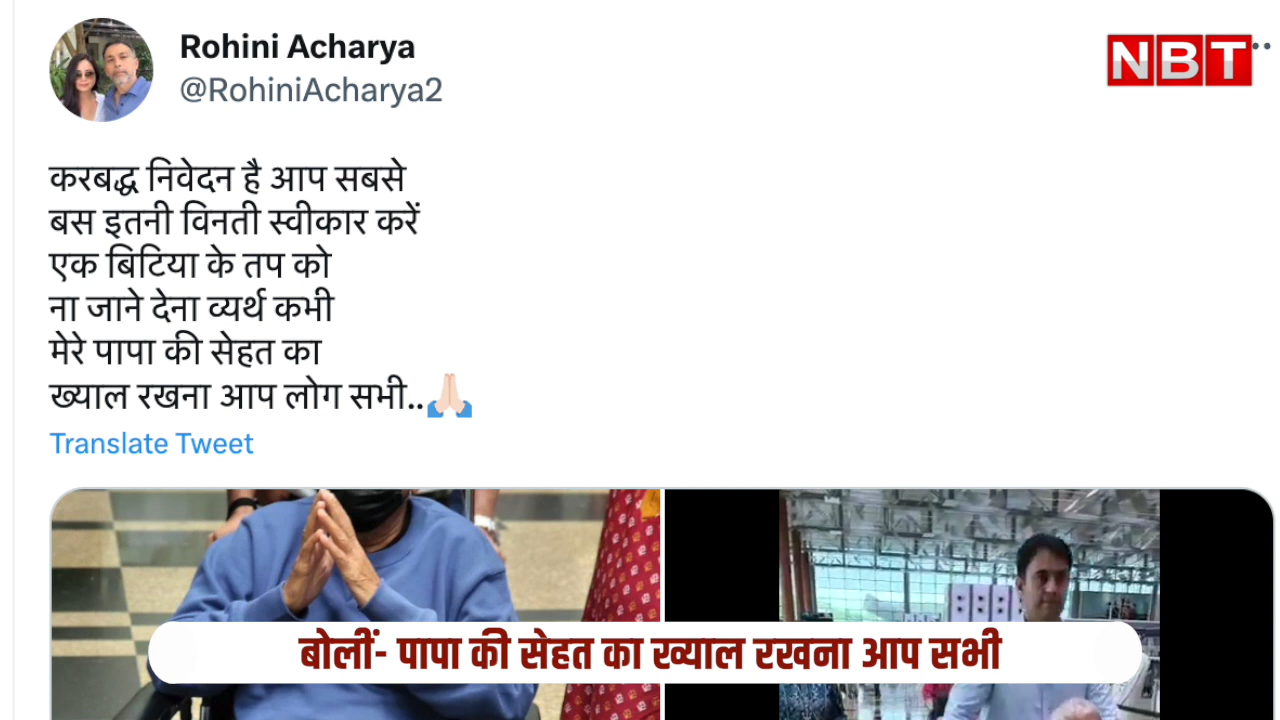 Rohini Acharya
@RohiniAcharya2
NBT
करबद्ध निवेदन है आप सबसे
बस इतनी विनती स्वीकार करें
एक बिटिया के तप को
ना जाने देना व्यर्थ कभी
मेरे पापा की सेहत का
ख्याल रखना आप लोग सभी..🙏🏻
Translate Tweet
बोलीं- पापा की सेहत का ख्याल रखना आप सभी